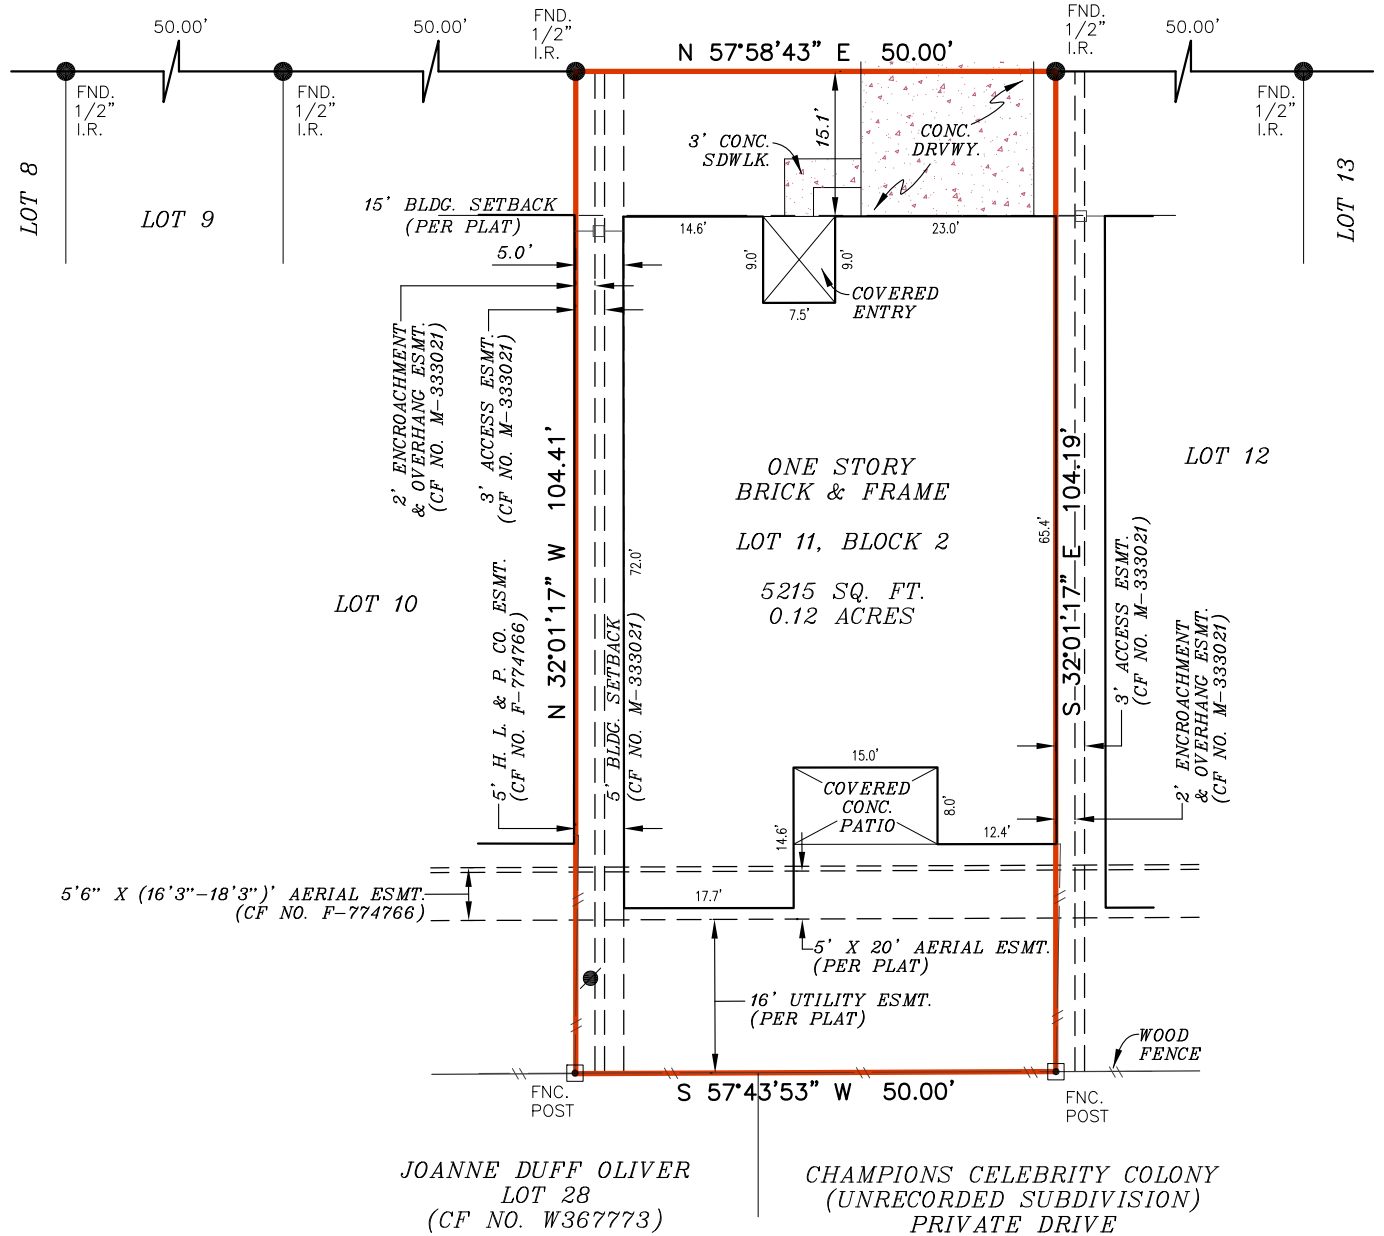 50.00'
50.00'
FND.
1/2"
I.R.
N 57°58'43" E 50.00'
FND.
1/2"
I.R.
50.00'
FND.
1/2"
I.R.
FND.
1/2"
I.R.
FND.
1/2"
I.R.
LOT 8
LOT 9
15' BLDG. SETBACK
(PER PLAT)
5.0'
3' CONC.
SDWLK.
15.1'
CONC.
DRVWY.
LOT 13
14.6'
23.0'
9.0'
9.0'
7.5'
COVERED
ENTRY
2' ENCROACHMENT
& OVERHANG ESMT.
(CF NO. M-333021)
3' ACCESS ESMT.
(CF NO. M-333021)
N 32°01'17" W 104.41'
ONE STORY
BRICK & FRAME
LOT 11, BLOCK 2
5215 SQ. FT.
0.12 ACRES
72.0'
65.4'
S 32°01'17" E 104.19'
LOT 12
LOT 10
5' H. L. & P. CO. ESMT.
(CF NO. F-774766)
5' BLDG. SETBACK
(CF NO. M-333021)
3' ACCESS ESMT.
(CF NO. M-333021)
2' ENCROACHMENT
& OVERHANG ESMT.
(CF NO. M-333021)
15.0'
COVERED
CONC.
PATIO
8.0'
14.6'
12.4'
17.7'
5'6" X (16'3"-18'3")' AERIAL ESMT.
(CF NO. F-774766)
5' X 20' AERIAL ESMT.
(PER PLAT)
16' UTILITY ESMT.
(PER PLAT)
WOOD
FENCE
FNC.
POST
S 57°43'53" W 50.00'
FNC.
POST
JOANNE DUFF OLIVER
LOT 28
(CF NO. W367773)
CHAMPIONS CELEBRITY COLONY
(UNRECORDED SUBDIVISION)
PRIVATE DRIVE